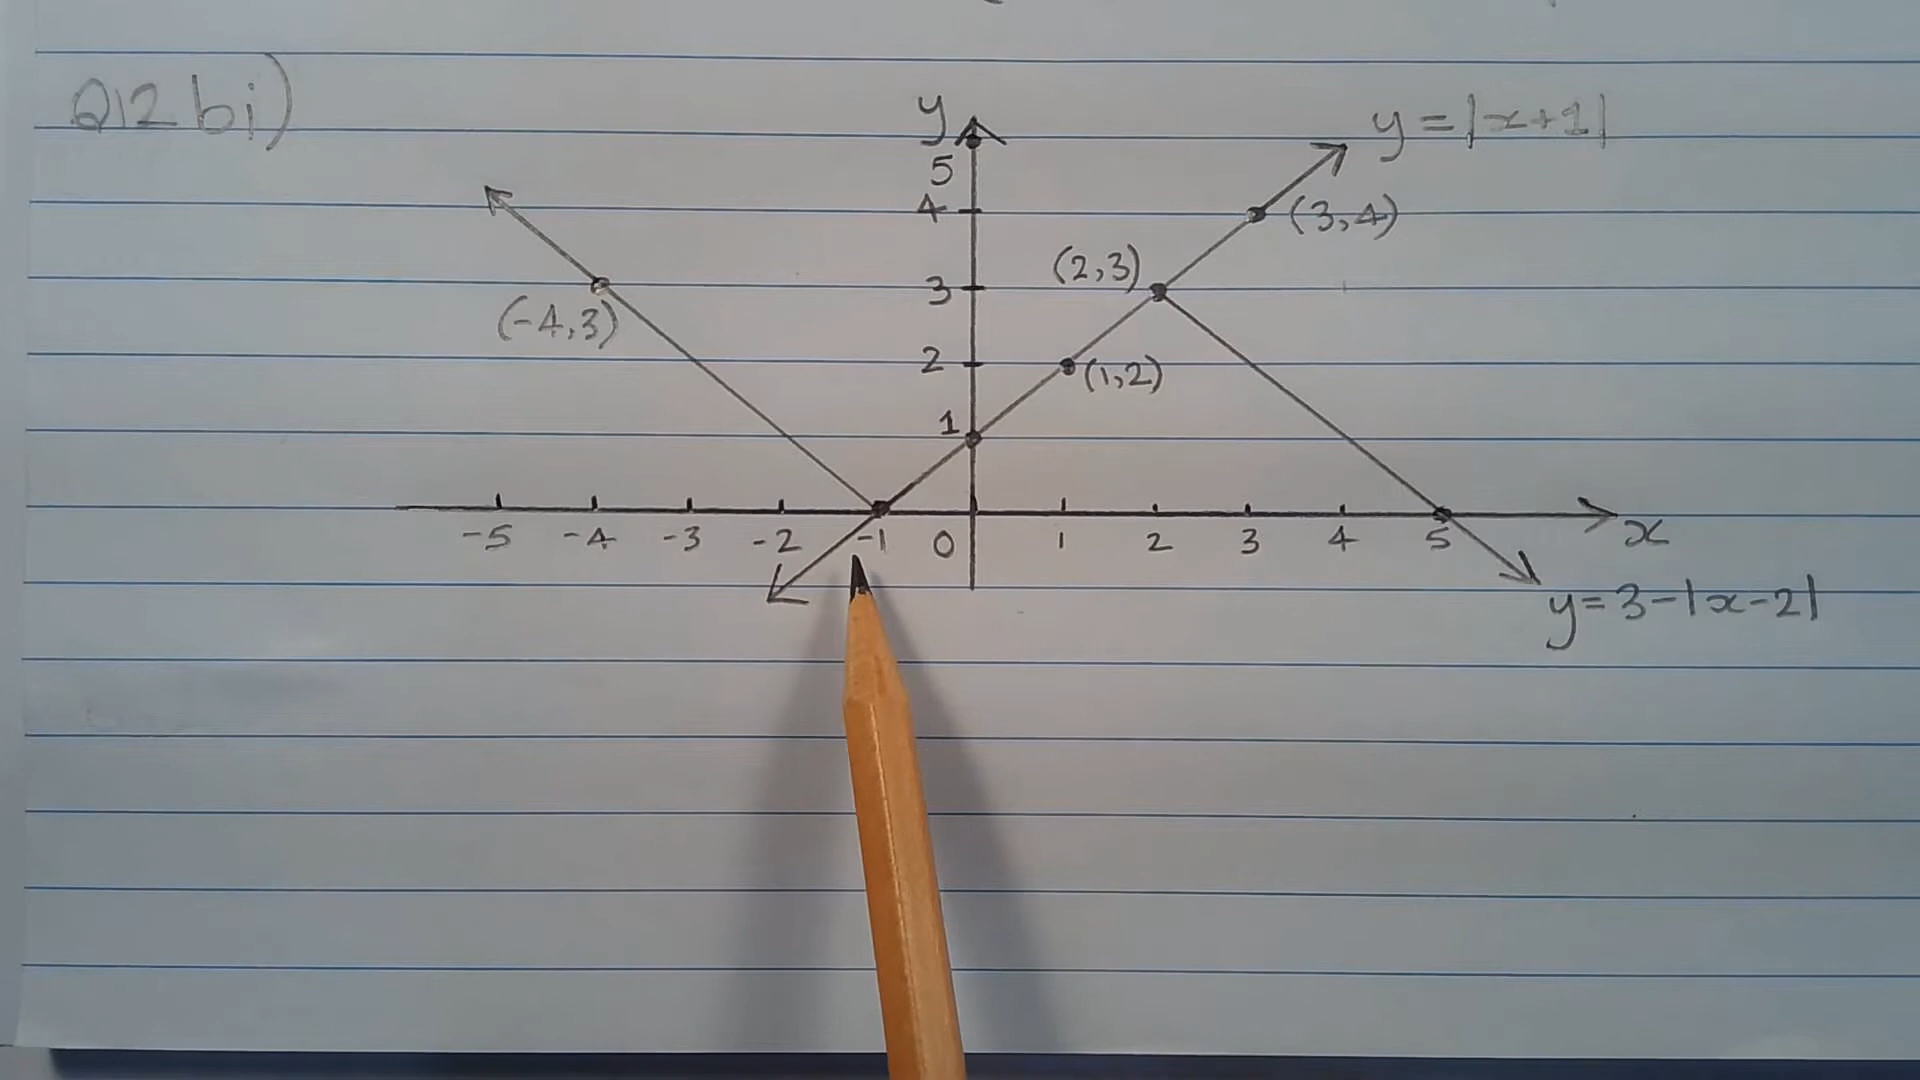 Q12 bi)
y
y = |x+1|
5
4
(3,4)
(2,3)
3
(-4,3)
2
(1,2)
1
-5 -4 -3 -2 -1 0 1 2 3 4 5 x
y = 3 - |x - 2|